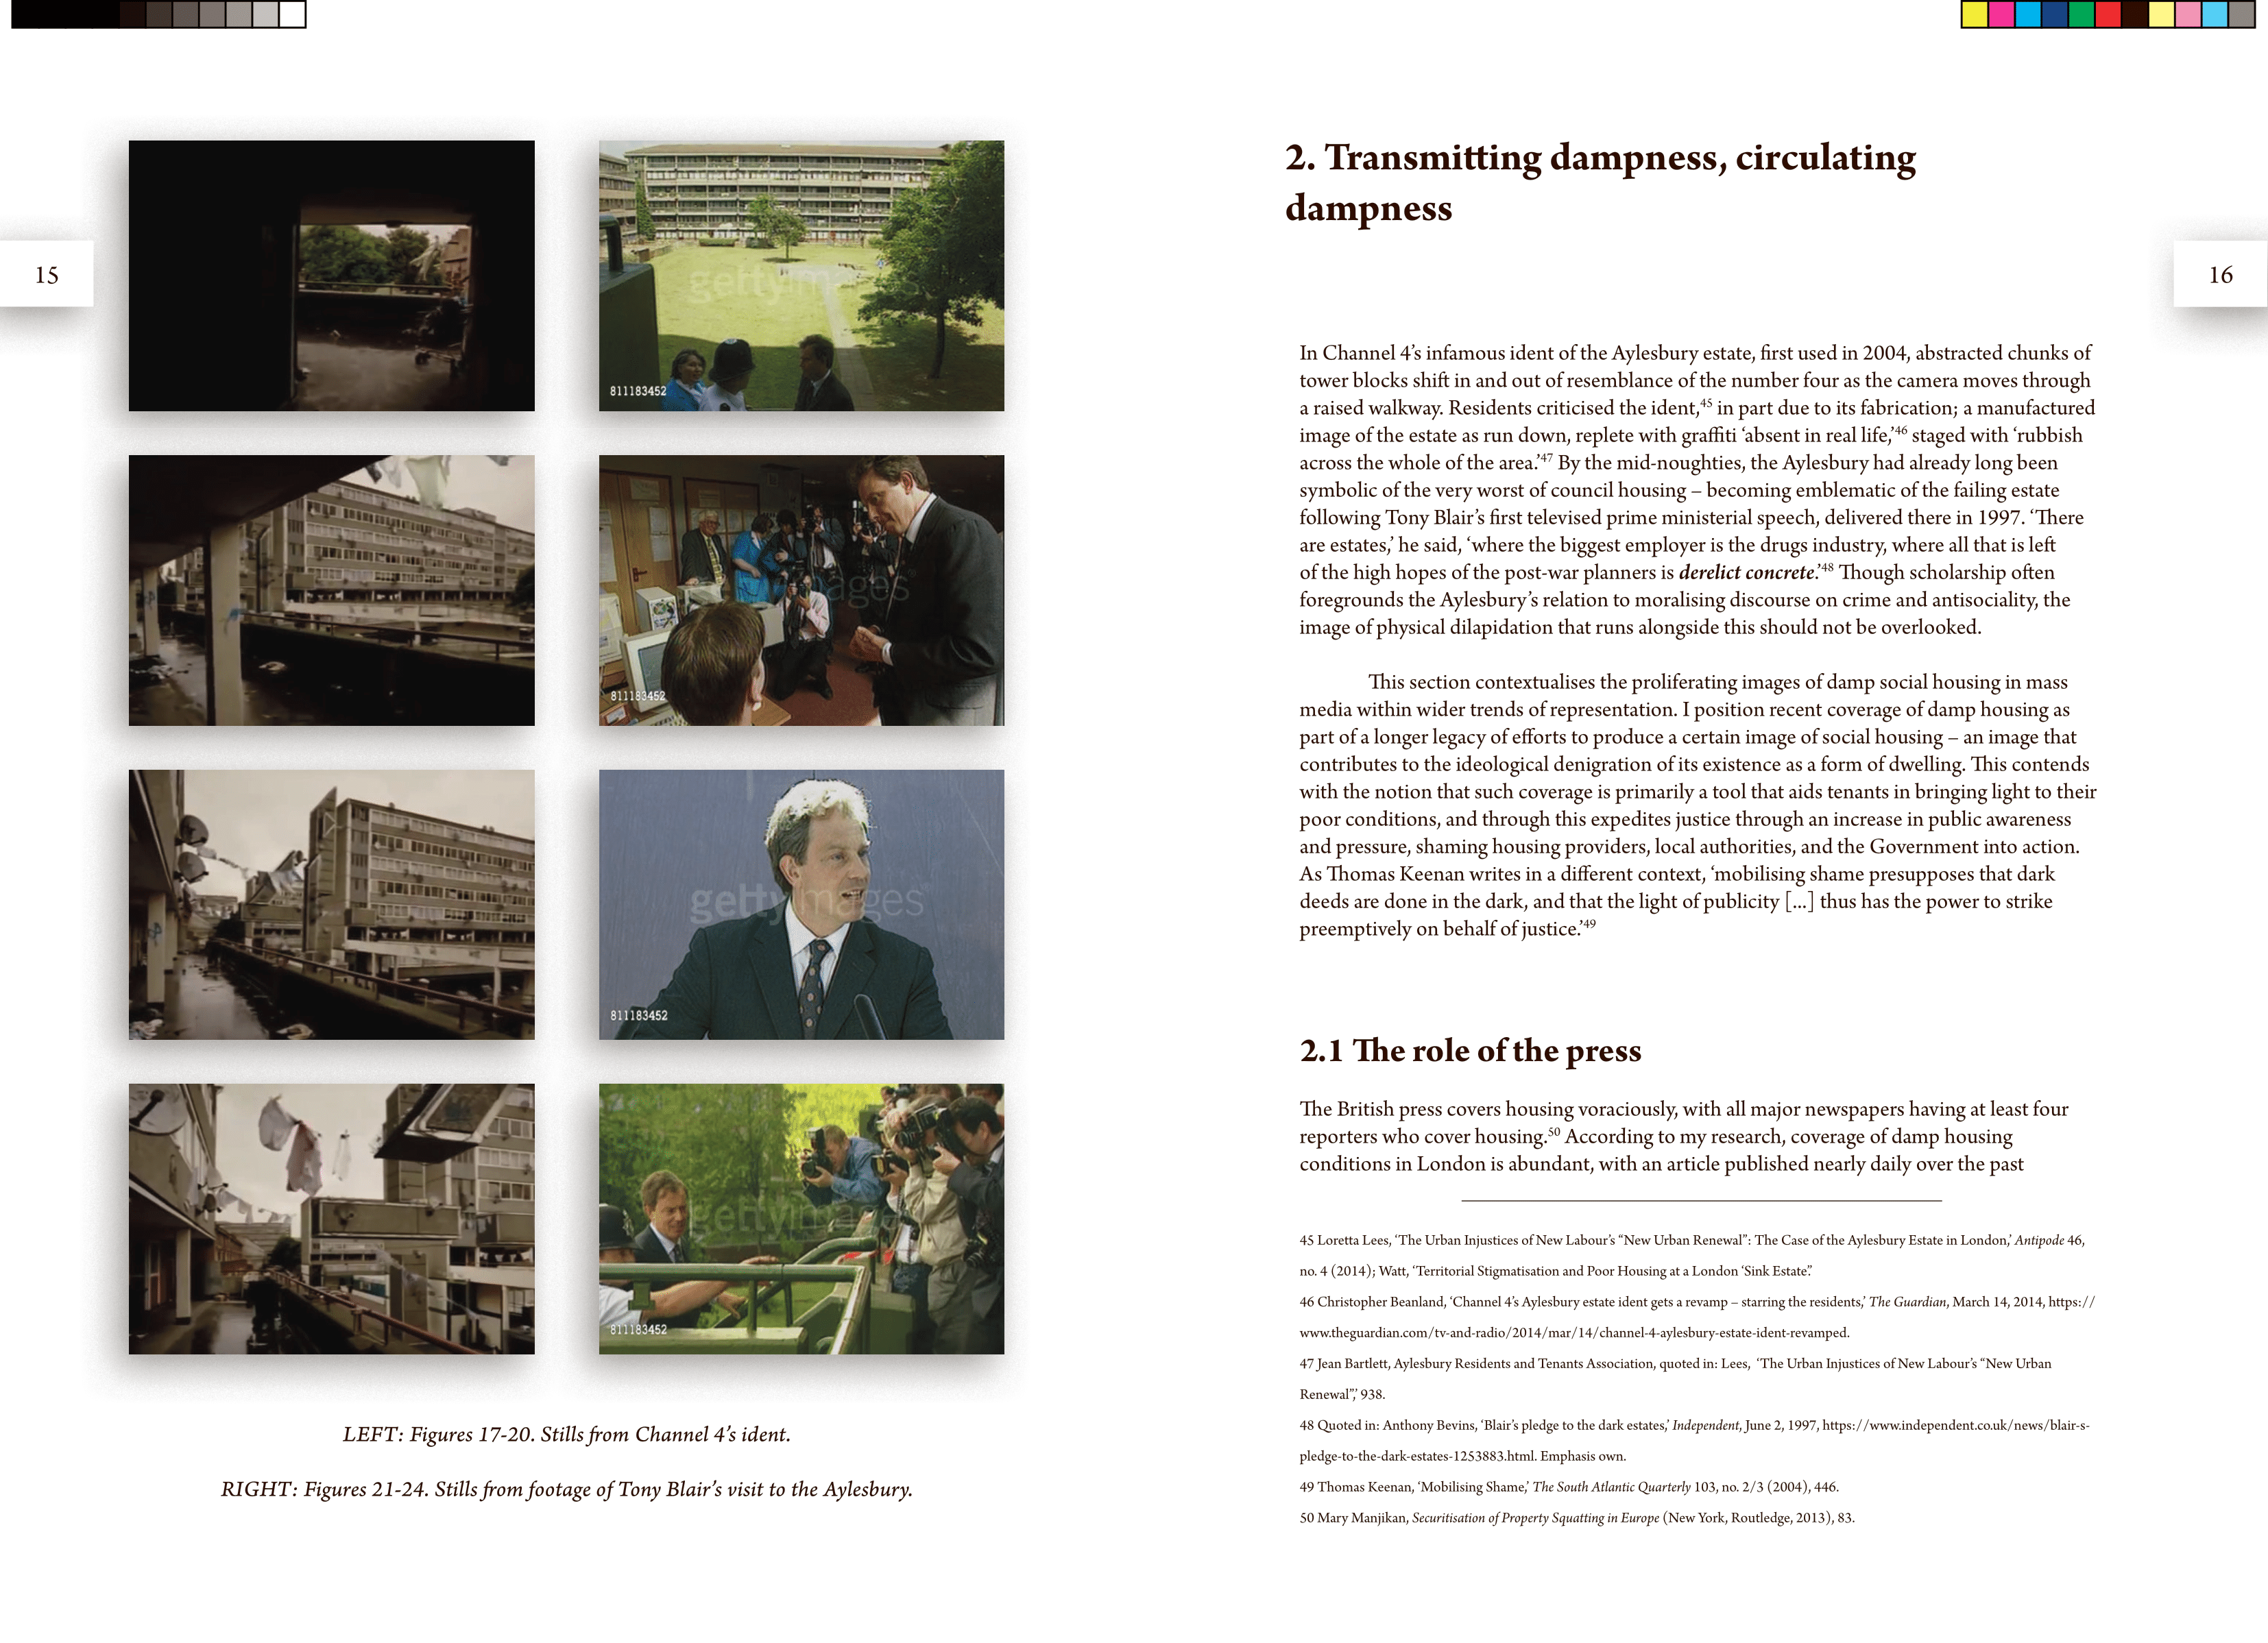 15
gettyimages
811183452
gettyimages
811183452
gettyimages
811183452
gettyimages
811183452
LEFT: Figures 17-20. Stills from Channel 4’s ident.
RIGHT: Figures 21-24. Stills from footage of Tony Blair’s visit to the Aylesbury.
16
2. Transmitting dampness, circulating
dampness
In Channel 4’s infamous ident of the Aylesbury estate, first used in 2004, abstracted chunks of
tower blocks shift in and out of resemblance of the number four as the camera moves through
a raised walkway. Residents criticised the ident,45 in part due to its fabrication; a manufactured
image of the estate as run down, replete with graffiti ‘absent in real life,’46 staged with ‘rubbish
across the whole of the area.’47 By the mid-noughties, the Aylesbury had already long been
symbolic of the very worst of council housing – becoming emblematic of the failing estate
following Tony Blair’s first televised prime ministerial speech, delivered there in 1997. ‘There
are estates,’ he said, ‘where the biggest employer is the drugs industry, where all that is left
of the high hopes of the post-war planners is derelict concrete.’48 Though scholarship often
foregrounds the Aylesbury’s relation to moralising discourse on crime and antisociality, the
image of physical dilapidation that runs alongside this should not be overlooked.
This section contextualises the proliferating images of damp social housing in mass
media within wider trends of representation. I position recent coverage of damp housing as
part of a longer legacy of efforts to produce a certain image of social housing – an image that
contributes to the ideological denigration of its existence as a form of dwelling. This contends
with the notion that such coverage is primarily a tool that aids tenants in bringing light to their
poor conditions, and through this expedites justice through an increase in public awareness
and pressure, shaming housing providers, local authorities, and the Government into action.
As Thomas Keenan writes in a different context, ‘mobilising shame presupposes that dark
deeds are done in the dark, and that the light of publicity [...] thus has the power to strike
preemptively on behalf of justice.’49
2.1 The role of the press
The British press covers housing voraciously, with all major newspapers having at least four
reporters who cover housing.50 According to my research, coverage of damp housing
conditions in London is abundant, with an article published nearly daily over the past
45 Loretta Lees, ‘The Urban Injustices of New Labour’s “New Urban Renewal”: The Case of the Aylesbury Estate in London,’ Antipode 46,
no. 4 (2014); Watt, ‘Territorial Stigmatisation and Poor Housing at a London ‘Sink Estate’.’
46 Christopher Beanland, ‘Channel 4’s Aylesbury estate ident gets a revamp – starring the residents,’ The Guardian, March 14, 2014, https://
www.theguardian.com/tv-and-radio/2014/mar/14/channel-4-aylesbury-estate-ident-revamped.
47 Jean Bartlett, Aylesbury Residents and Tenants Association, quoted in: Lees, ‘The Urban Injustices of New Labour’s “New Urban
Renewal”,’ 938.
48 Quoted in: Anthony Bevins, ‘Blair’s pledge to the dark estates,’ Independent, June 2, 1997, https://www.independent.co.uk/news/blair-s-
pledge-to-the-dark-estates-1253883.html. Emphasis own.
49 Thomas Keenan, ‘Mobilising Shame,’ The South Atlantic Quarterly 103, no. 2/3 (2004), 446.
50 Mary Manjikan, Securitisation of Property Squatting in Europe (New York, Routledge, 2013), 83.